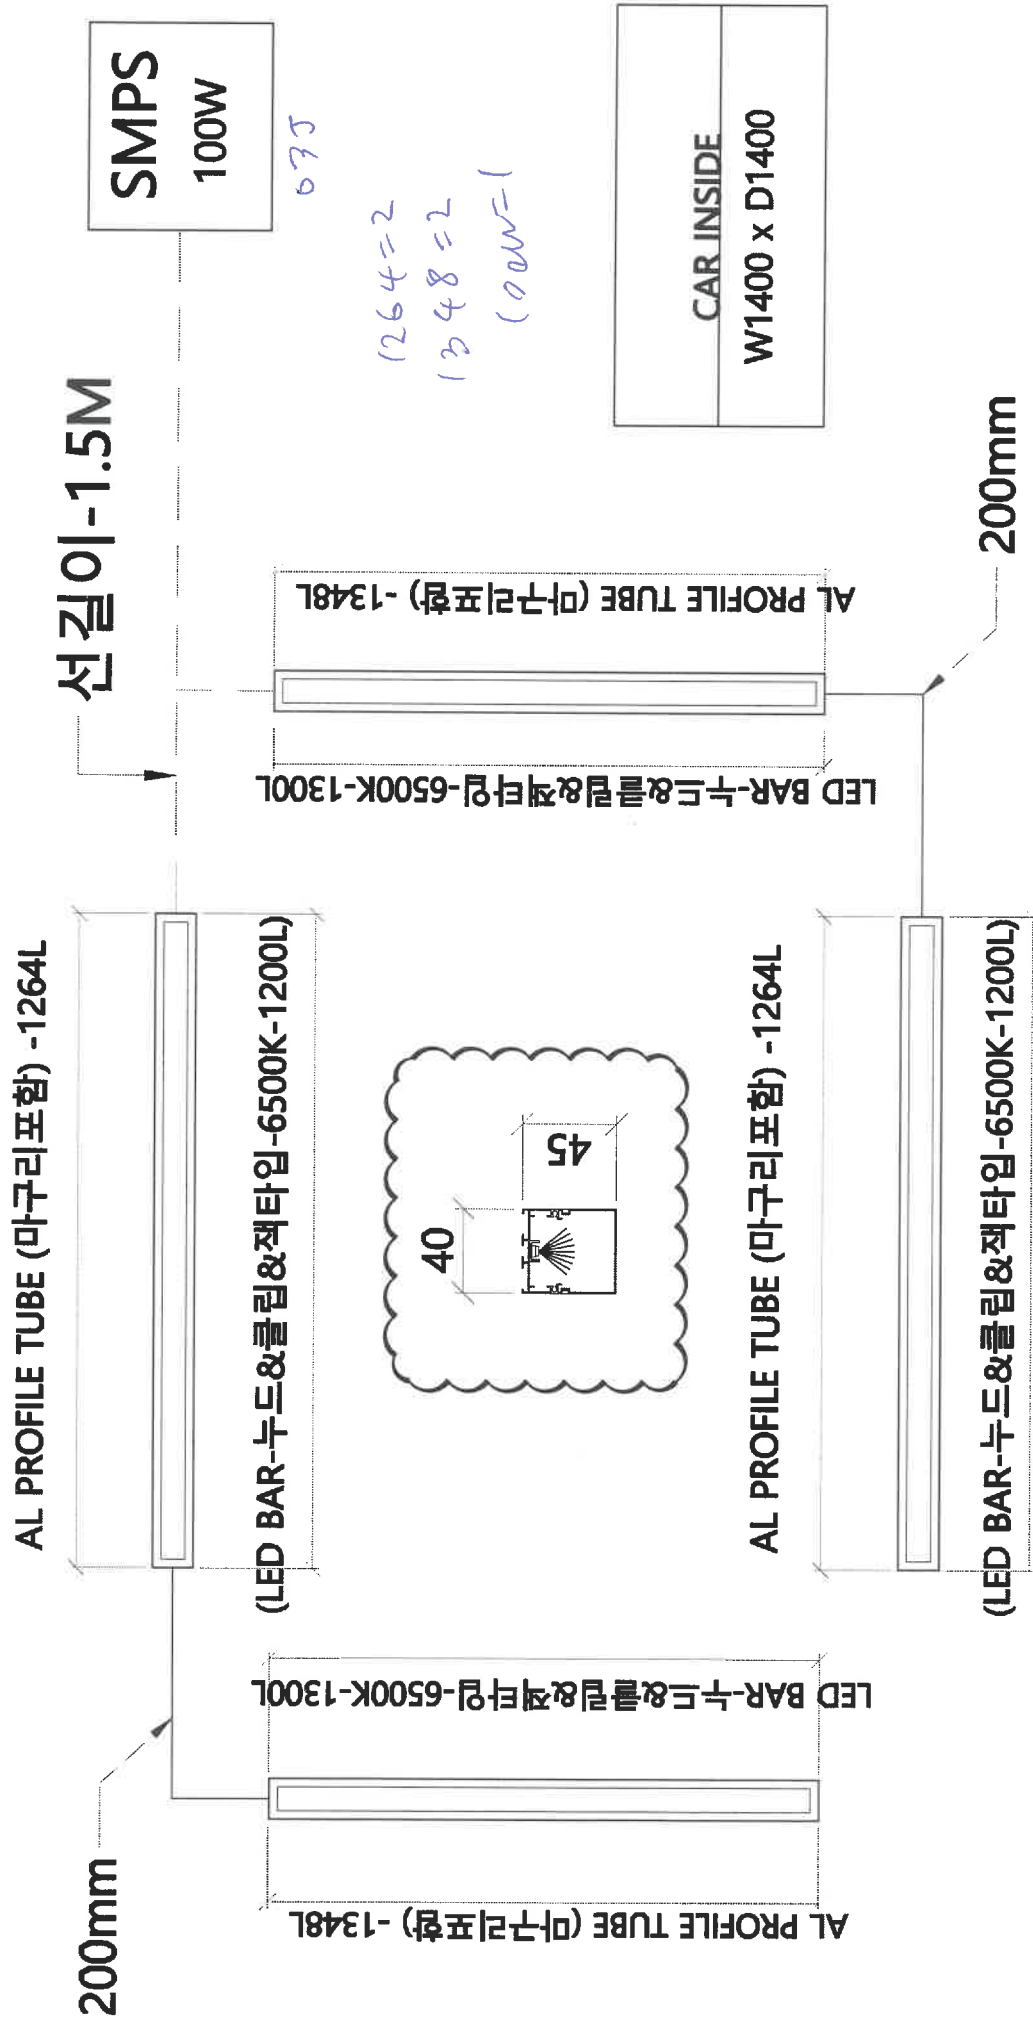 SMPS
100W
선길이-1.5M
1264=2
1348=2
100W=1
CAR INSIDE
W1400 x D1400
AL PROFILE TUBE (마구리포함) -1264L
(LED BAR-누드&클립&잭타입-6500K-1200L)
AL PROFILE TUBE (마구리포함) -1348L
LED BAR-누드&클립&잭타입-6500K-1300L
200mm
40
45
200mm
LED BAR-누드&클립&잭타입-6500K-1300L
AL PROFILE TUBE (마구리포함) -1348L
AL PROFILE TUBE (마구리포함) -1264L
(LED BAR-누드&클립&잭타입-6500K-1200L)